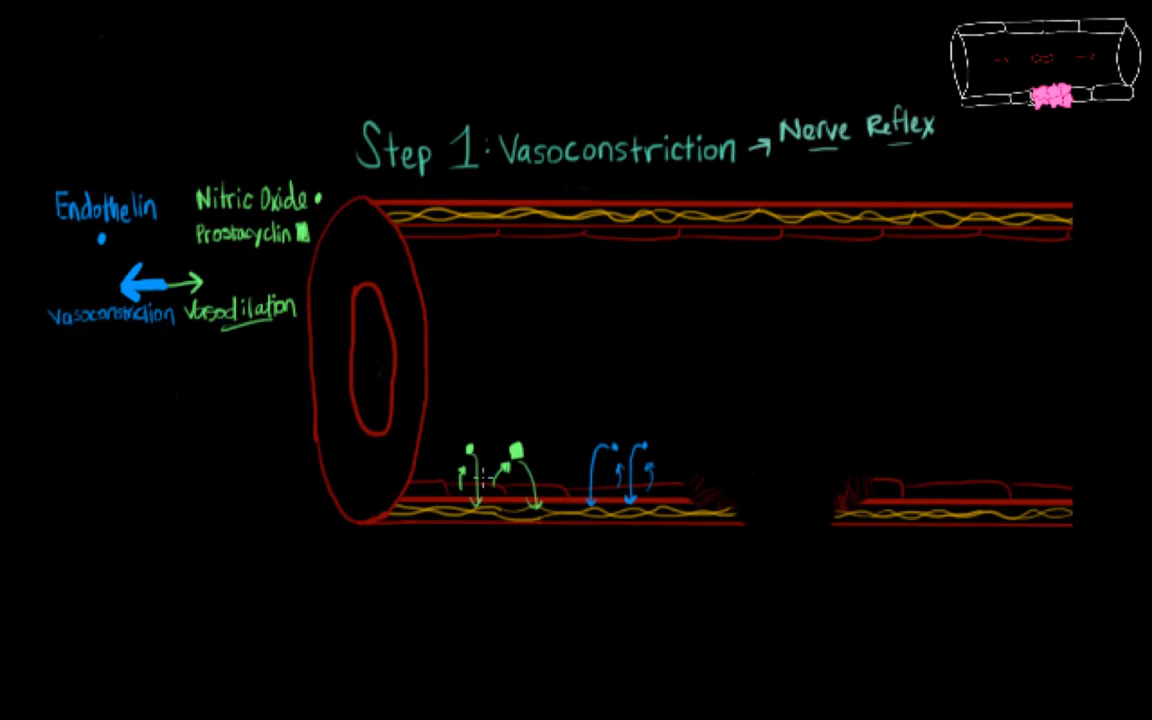 Step 1: Vasoconstriction → Nerve Reflex
Endothelin
Nitric Oxide
Prostacyclin
Vasoconstriction
Vasodilation